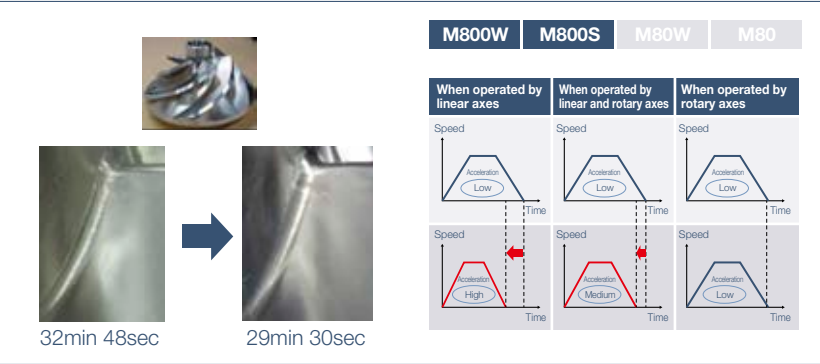 M800W M800S M80W M80
When operated by
linear axes
When operated by
linear and rotary axes
When operated by
rotary axes
Speed Speed Speed
Acceleration Acceleration Acceleration
Low Low Low
Time Time Time
Speed Speed Speed
Acceleration Acceleration Acceleration
High Medium Low
Time Time Time
32min 48sec 29min 30sec